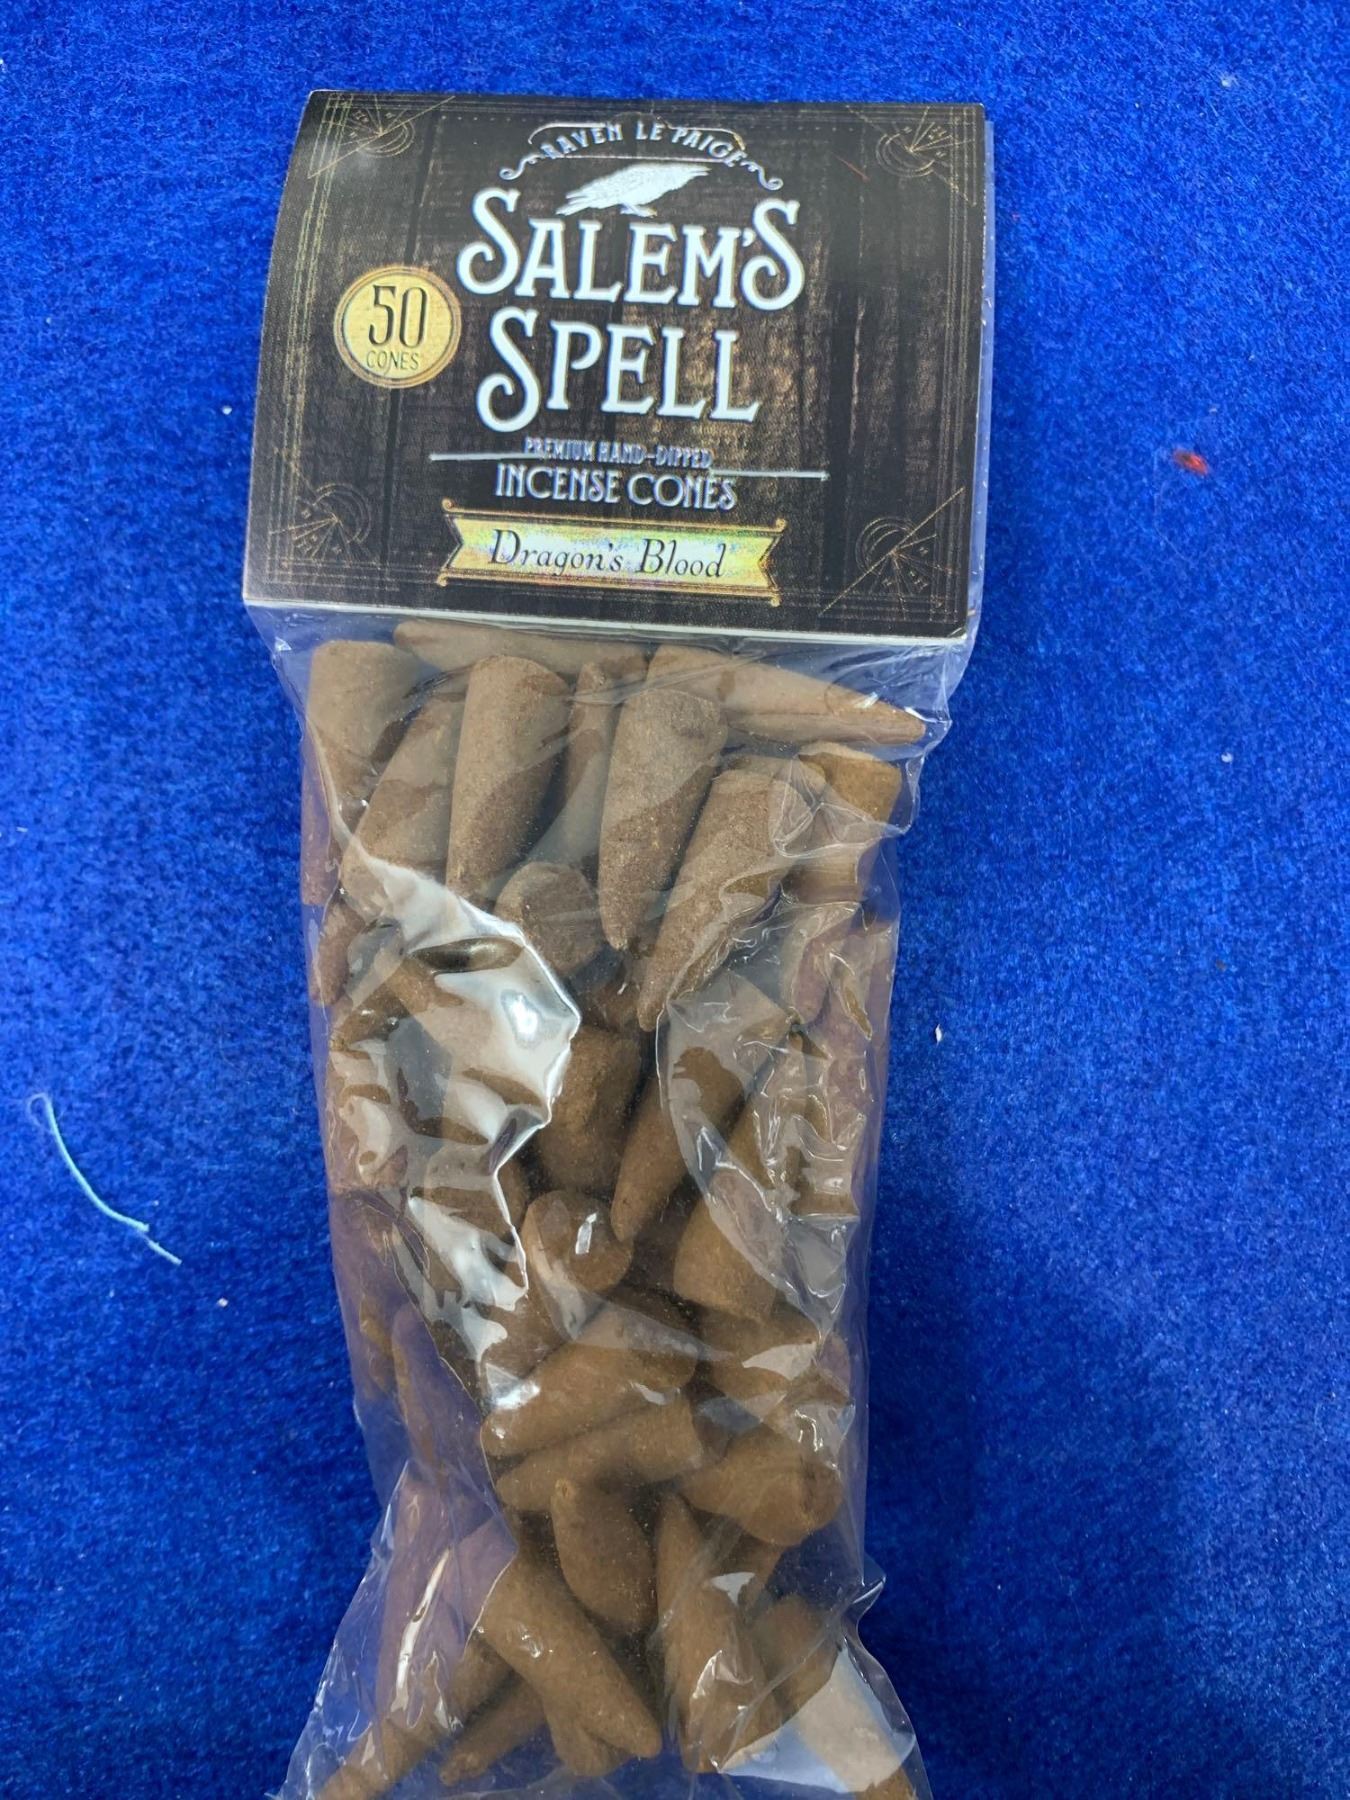 RAVEN LE PAIGE
SALEM'S
SPELL
50
CONES
PREMIUM HAND-DIPPED
INCENSE CONES
Dragon's Blood